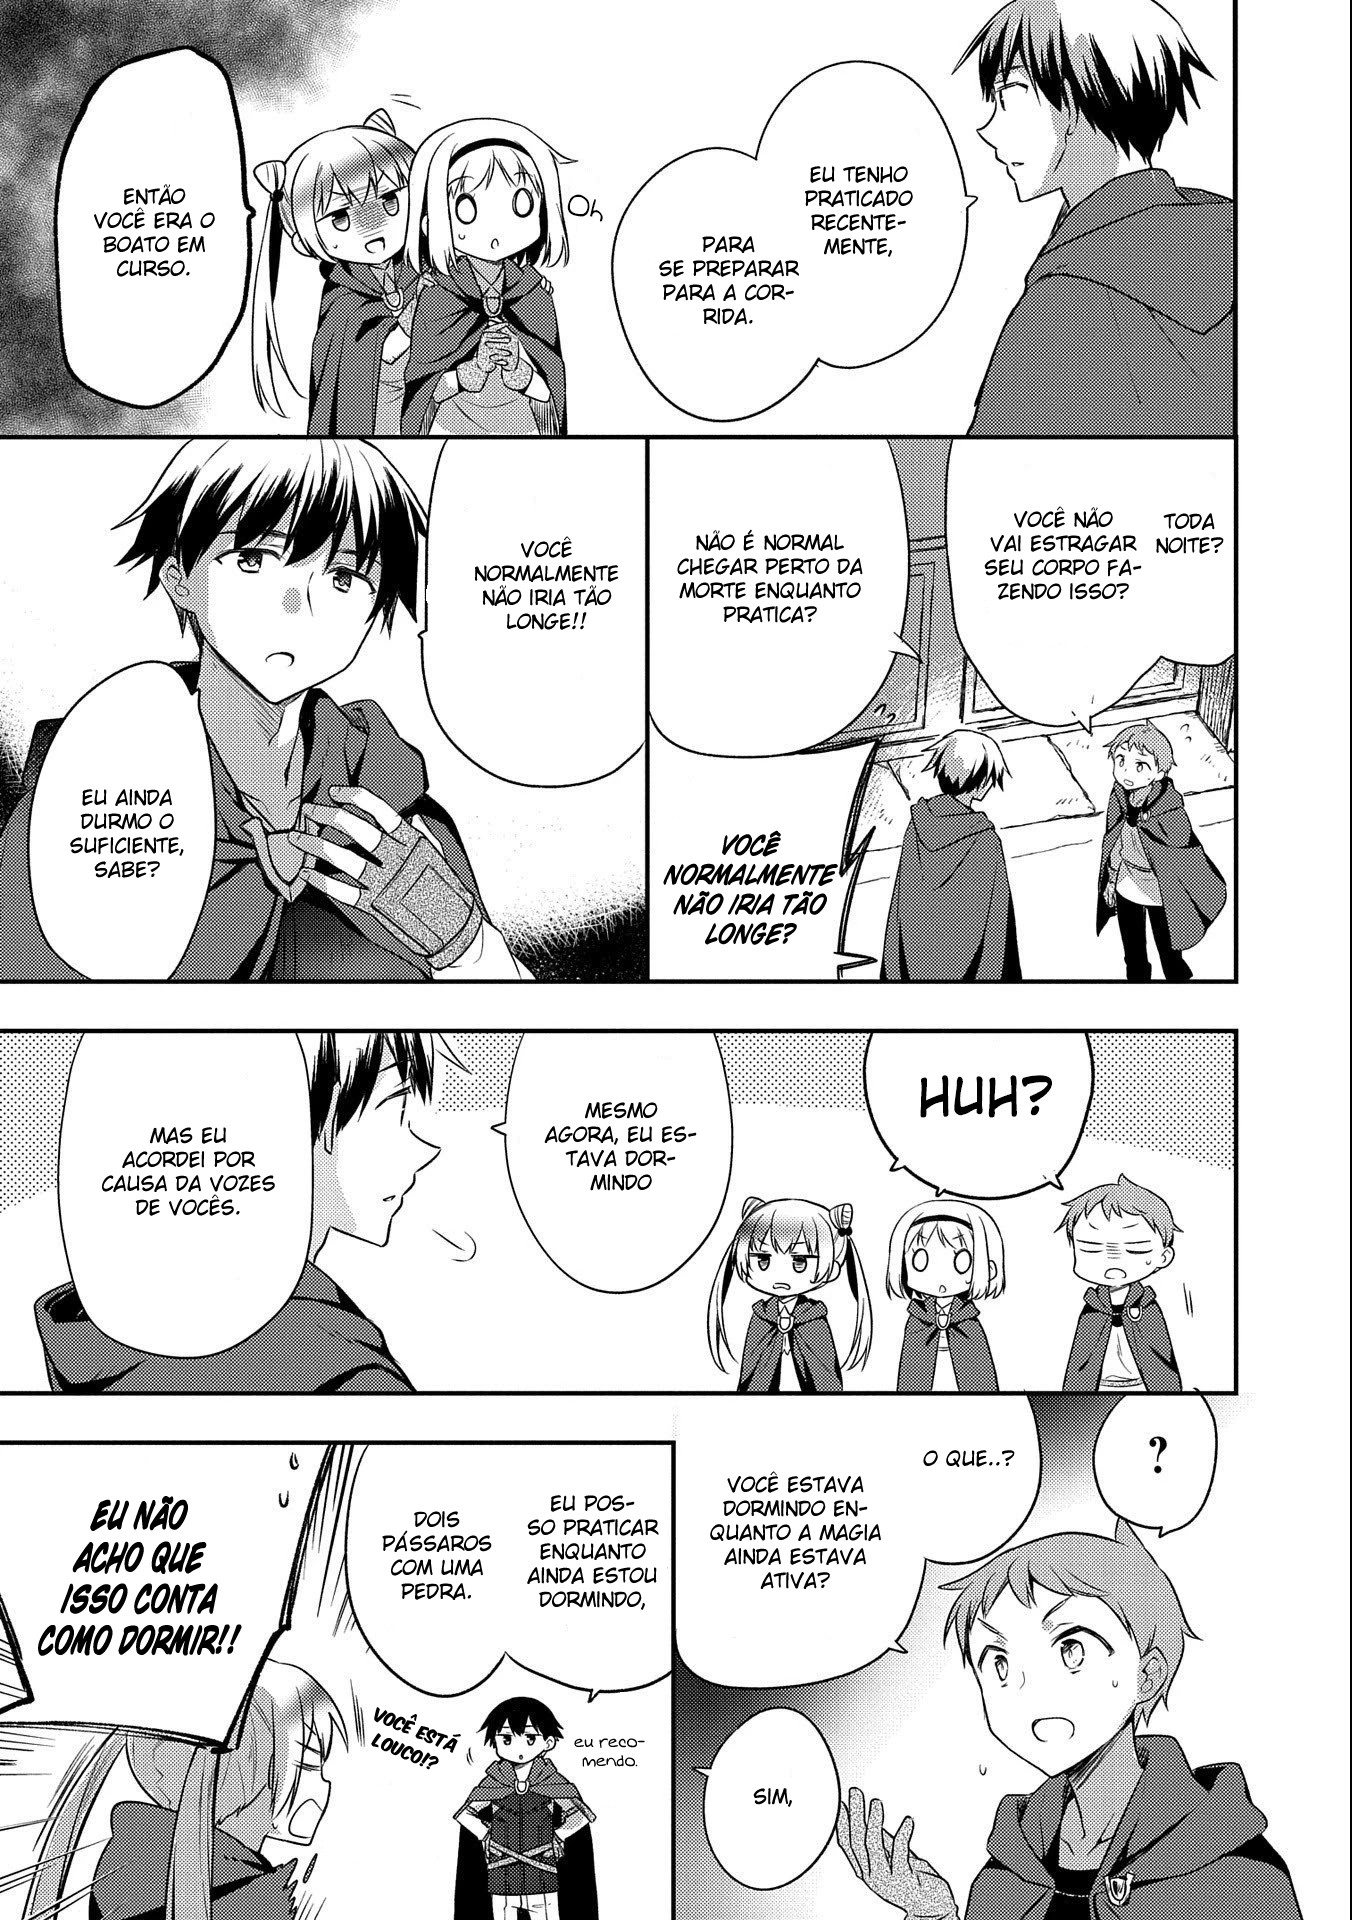 EU TENHO
PRATICADO
RECENTE-
MENTE,
PARA
SE PREPARAR
PARA A COR-
RIDA.
Oh
ENTÃO
VOCÊ ERA O
BOATO EM
CURSO.
TODA
NOITE?
VOCÊ NÃO
VAI ESTRAGAR
SEU CORPO FA-
ZENDO ISSO?
NÃO É NORMAL
CHEGAR PERTO DA
MORTE ENQUANTO
PRATICA?
VOCÊ
NORMALMENTE
NÃO IRIA TÃO
LONGE?
VOCÊ
NORMALMENTE
NÃO IRIA TÃO
LONGE!!
EU AINDA
DURMO O
SUFICIENTE,
SABE?
HUH?
MESMO
AGORA, EU ES-
TAVA DOR-
MINDO
MAS EU
ACORDEI POR
CAUSA DA VOZES
DE VOCÊS.
?
O QUE..?
VOCÊ ESTAVA
DORMINDO EN-
QUANTO A MAGIA
AINDA ESTAVA
ATIVA?
SIM,
EU POS-
SO PRATICAR
ENQUANTO
AINDA ESTOU
DORMINDO,
DOIS
PÁSSAROS
COM UMA
PEDRA.
eu reco-
mendo.
VOCÊ ESTÁ
LOUCO!?
EU NÃO
ACHO QUE
ISSO CONTA
COMO DORMIR!!